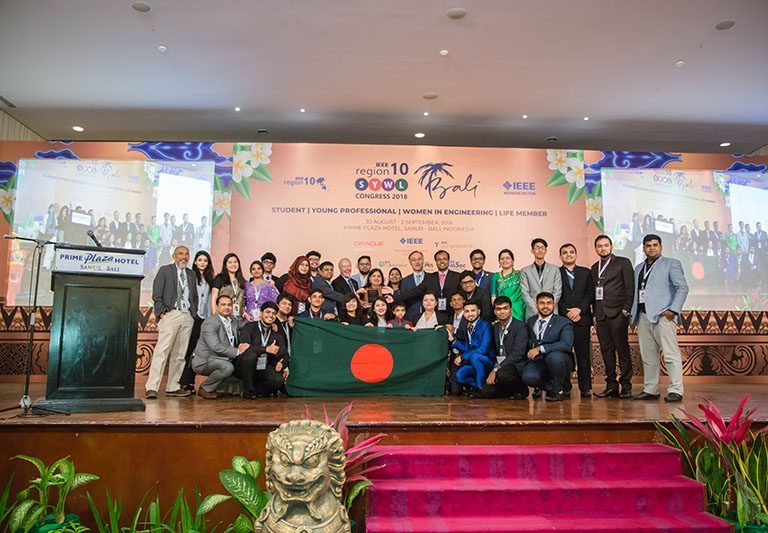 IEEE
region 10
SYWL
CONGRESS 2018
Bali
IEEE
region 10
IEEE
STUDENT | YOUNG PROFESSIONAL | WOMEN IN ENGINEERING | LIFE MEMBER
30 AUGUST - 2 SEPTEMBER, 2018
PRIME PLAZA HOTEL, SANUR - BALI INDONESIA
ORACLE
IEEE
PRIME Plaza HOTEL
SANUR - BALI